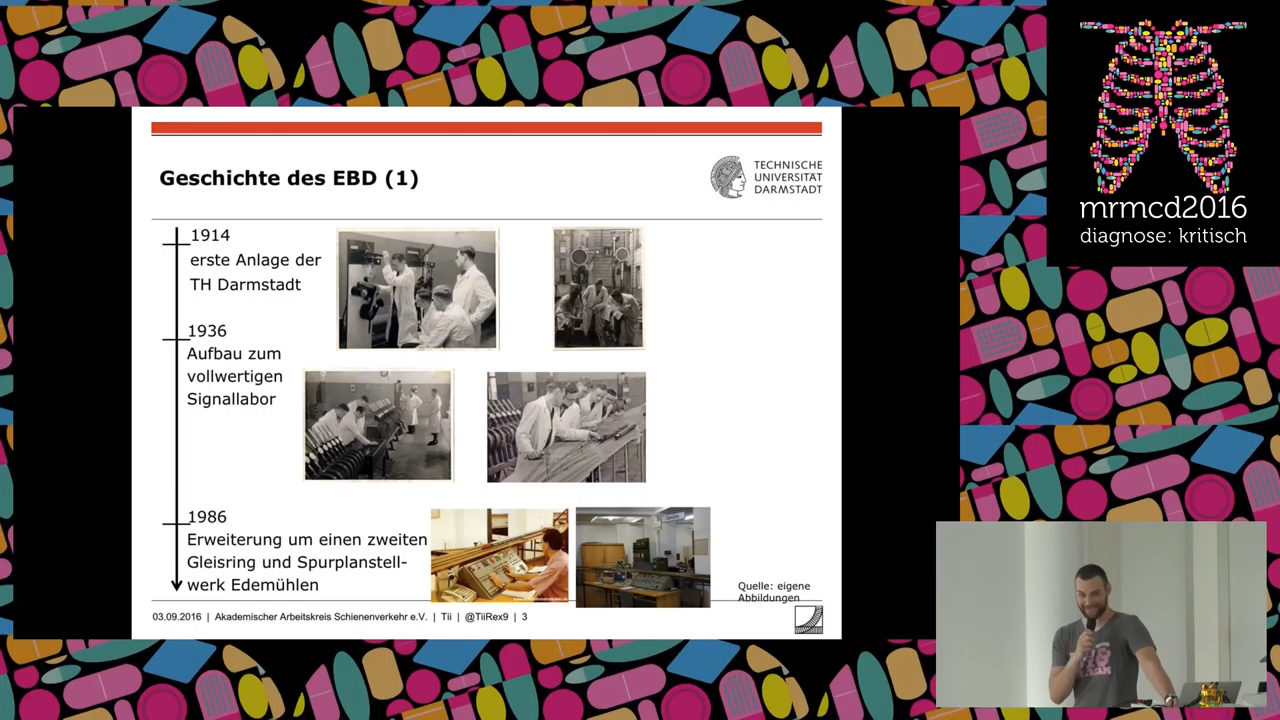 Geschichte des EBD (1)
TECHNISCHE
UNIVERSITÄT
DARMSTADT
1914
erste Anlage der
TH Darmstadt
1936
Aufbau zum
vollwertigen
Signallabor
1986
Erweiterung um einen zweiten
Gleisring und Spurplanstell-
werk Edemühlen
Quelle: eigene
Abbildungen
03.09.2016 | Akademischer Arbeitskreis Schienenverkehr e.V. | Tii | @TiiRex9 | 3
mrmcd2016
diagnose: kritisch